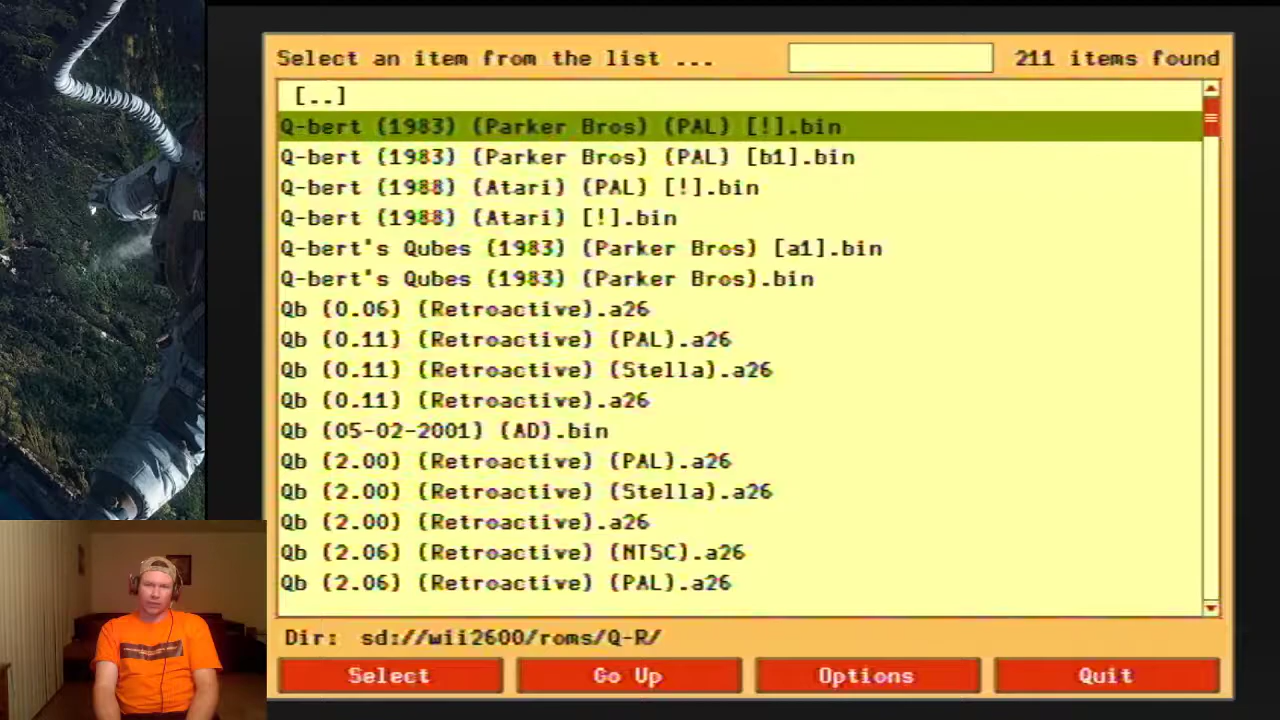 Select an item from the list ... 211 items found
[..]
Q-bert (1983) (Parker Bros) (PAL) [!].bin
Q-bert (1983) (Parker Bros) (PAL) [b1].bin
Q-bert (1988) (Atari) (PAL) [!].bin
Q-bert (1988) (Atari) [!].bin
Q-bert's Qubes (1983) (Parker Bros) [a1].bin
Q-bert's Qubes (1983) (Parker Bros).bin
Qb (0.06) (Retroactive).a26
Qb (0.11) (Retroactive) (PAL).a26
Qb (0.11) (Retroactive) (Stella).a26
Qb (0.11) (Retroactive).a26
Qb (05-02-2001) (AD).bin
Qb (2.00) (Retroactive) (PAL).a26
Qb (2.00) (Retroactive) (Stella).a26
Qb (2.00) (Retroactive).a26
Qb (2.06) (Retroactive) (NTSC).a26
Qb (2.06) (Retroactive) (PAL).a26
Dir: sd://wii2600/roms/Q-R/
Select Go Up Options Quit